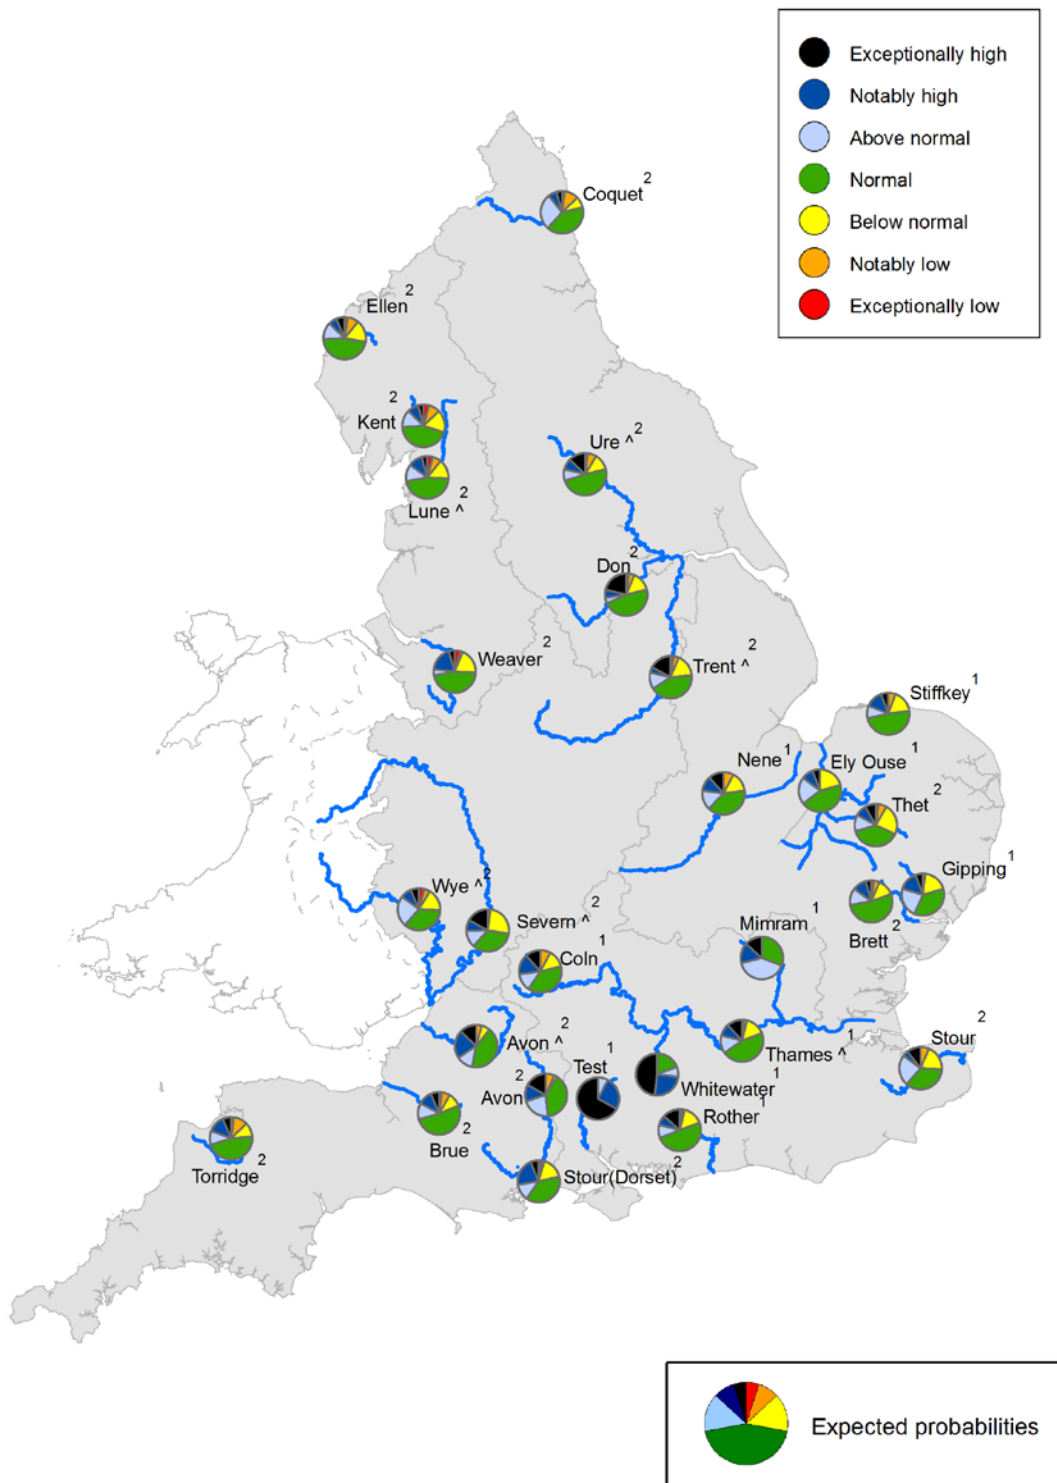 Exceptionally high
Notably high
Above normal
Normal
Below normal
Notably low
Exceptionally low
Coquet 2
Ellen 2
Kent 2
Ure ^ 2
Lune ^ 2
Don 2
Weaver 2
Trent ^ 2
Stiffkey 1
Nene 1
Ely Ouse 1
Thet 2
Gipping 1
Wye ^ 2
Severn ^ 2
Mimram 1
Brett 2
Coln 1
Avon ^ 2
Thames ^ 1
Stour 2
Test 1
Whitewater 1
Avon 2
Rother 1
Brue 2
Torridge 2
Stour(Dorset) 2
Expected probabilities